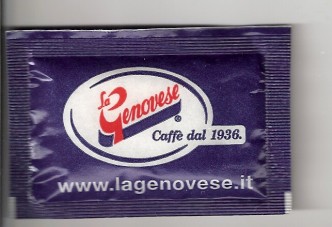 la
Genovese
®
Caffè dal 1936.
www.lagenovese.it